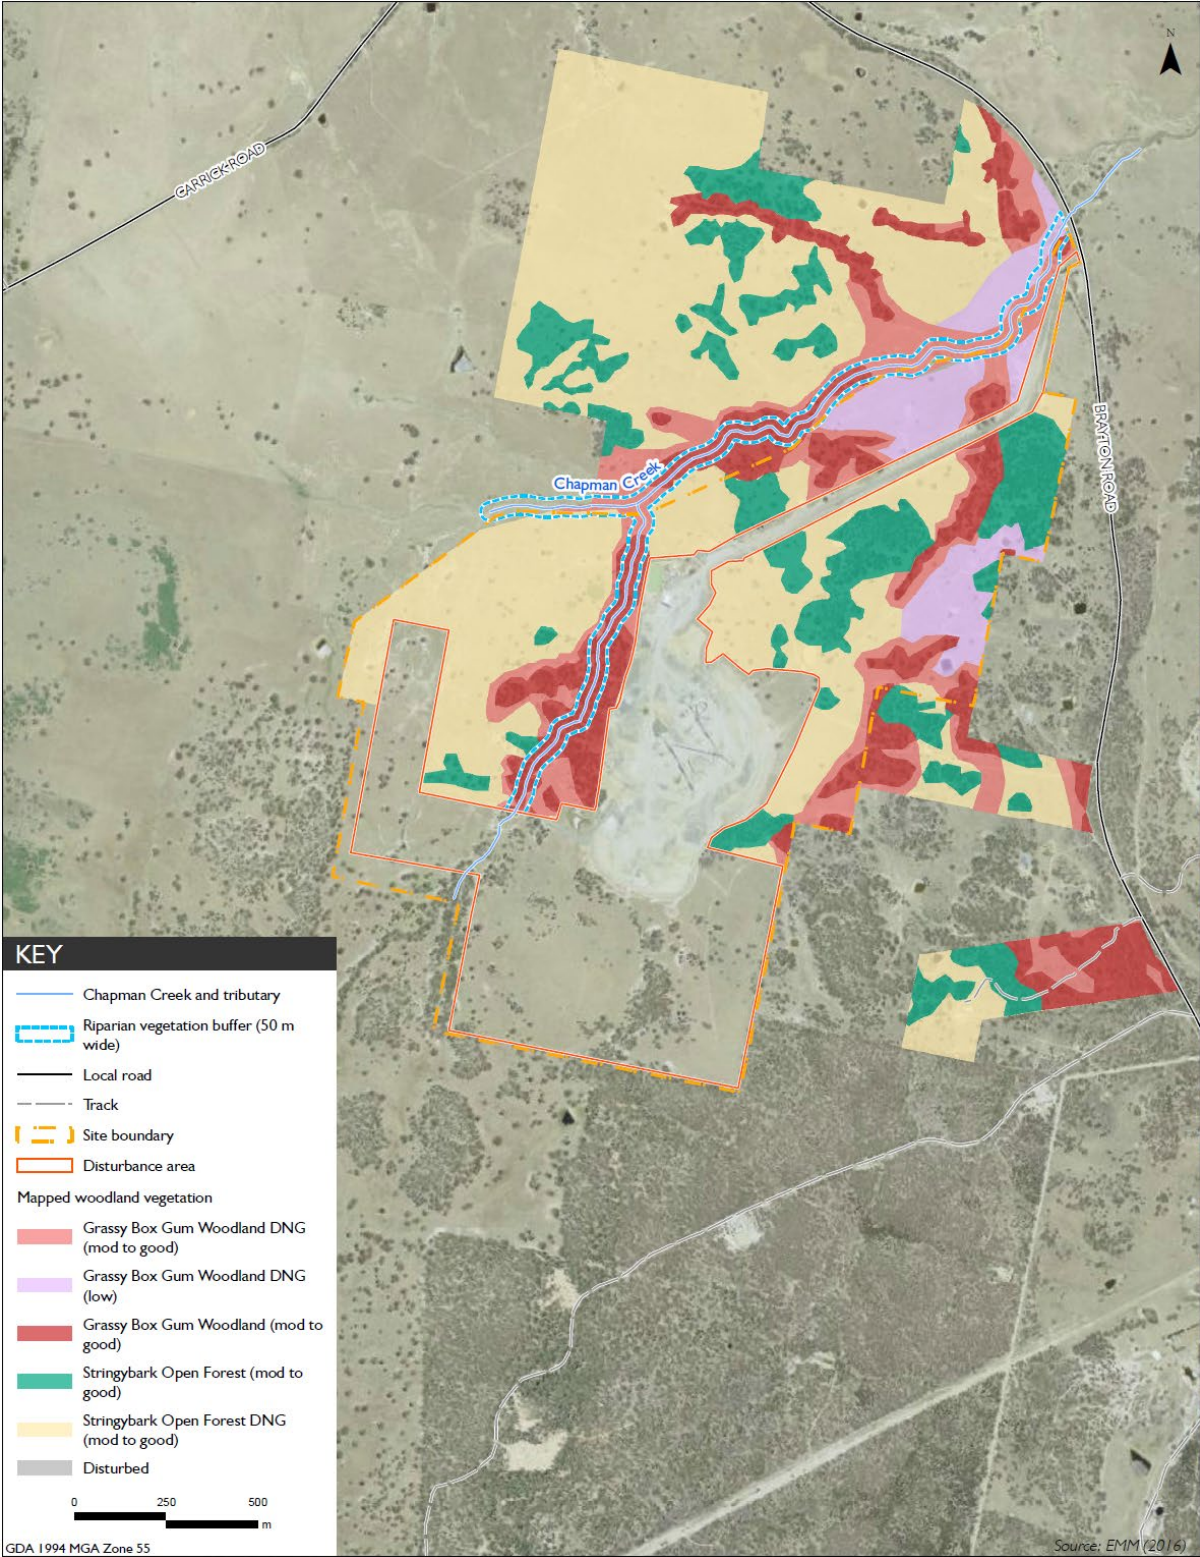 N
CARRICK ROAD
Chapman Creek
BRAYTON ROAD
KEY
Chapman Creek and tributary
Riparian vegetation buffer (50 m
wide)
Local road
Track
Site boundary
Disturbance area
Mapped woodland vegetation
Grassy Box Gum Woodland DNG
(mod to good)
Grassy Box Gum Woodland DNG
(low)
Grassy Box Gum Woodland (mod to
good)
Stringybark Open Forest (mod to
good)
Stringybark Open Forest DNG
(mod to good)
Disturbed
0 250 500
m
GDA 1994 MGA Zone 55
Source: EMM (2016)